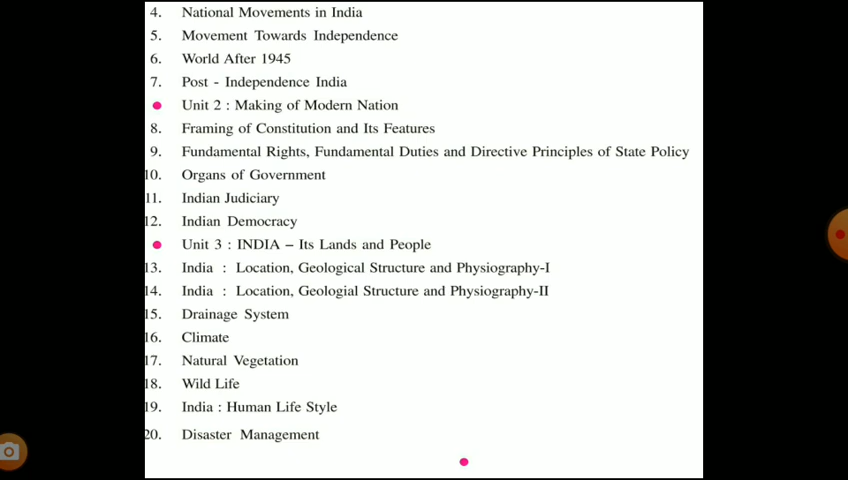 4. National Movements in India
5. Movement Towards Independence
6. World After 1945
7. Post - Independence India
● Unit 2 : Making of Modern Nation
8. Framing of Constitution and Its Features
9. Fundamental Rights, Fundamental Duties and Directive Principles of State Policy
10. Organs of Government
11. Indian Judiciary
12. Indian Democracy
● Unit 3 : INDIA – Its Lands and People
13. India : Location, Geological Structure and Physiography-I
14. India : Location, Geologial Structure and Physiography-II
15. Drainage System
16. Climate
17. Natural Vegetation
18. Wild Life
19. India : Human Life Style
20. Disaster Management